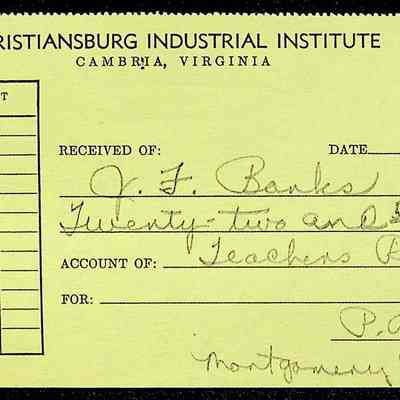 RISTIANSBURG INDUSTRIAL INSTITUTE
CAMBRIA, VIRGINIA
T
RECEIVED OF: DATE
J. F. Banks
Twenty-two and
ACCOUNT OF: Teachers
FOR:
P.
Montgomery